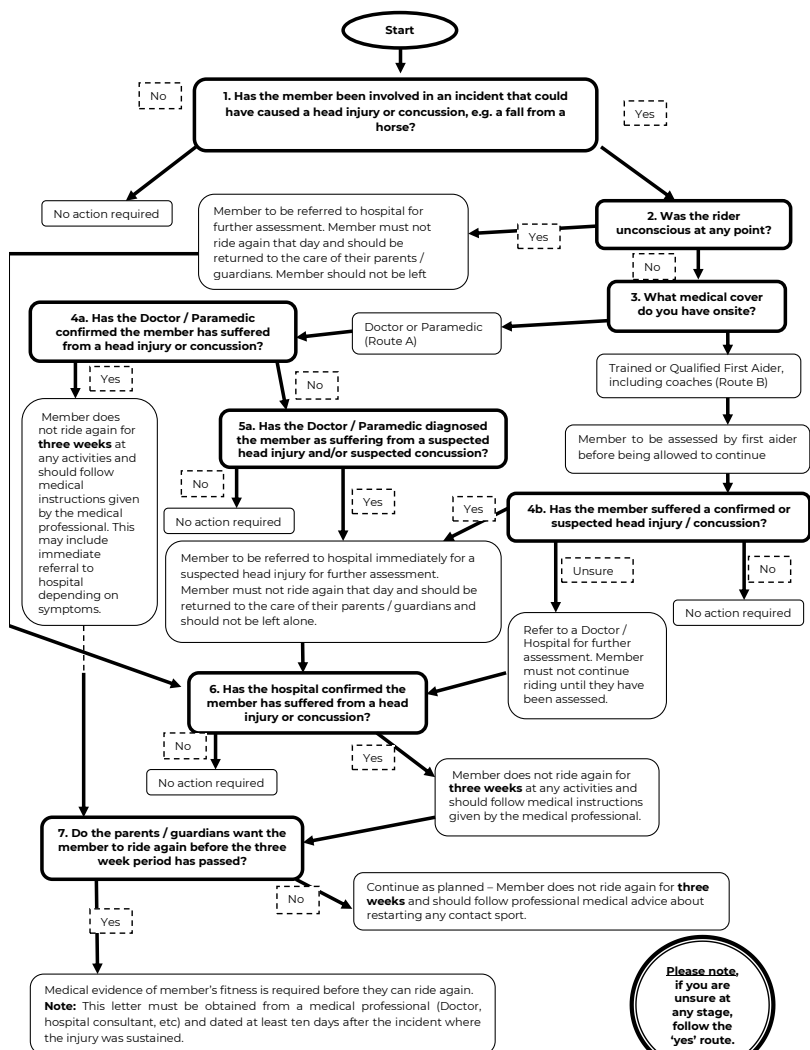 Start
No
1. Has the member been involved in an incident that could
have caused a head injury or concussion, e.g. a fall from a
horse?
Yes
No action required
Member to be referred to hospital for
further assessment. Member must not
ride again that day and should be
returned to the care of their parents /
guardians. Member should not be left
Yes
2. Was the rider
unconscious at any point?
No
3. What medical cover
do you have onsite?
4a. Has the Doctor / Paramedic
confirmed the member has suffered
from a head injury or concussion?
Doctor or Paramedic
(Route A)
Trained or Qualified First Aider,
including coaches (Route B)
Yes
No
Member does
not ride again for
three weeks at
any activities and
should follow
medical
instructions given
by the medical
professional. This
may include
immediate
referral to
hospital
depending on
symptoms.
5a. Has the Doctor / Paramedic diagnosed
the member as suffering from a suspected
head injury and/or suspected concussion?
Member to be assessed by first aider
before being allowed to continue
No
Yes
Yes
4b. Has the member suffered a confirmed or
suspected head injury / concussion?
No action required
Member to be referred to hospital immediately for a
suspected head injury for further assessment.
Member must not ride again that day and should be
returned to the care of their parents / guardians and
should not be left alone.
Unsure
No
No action required
Refer to a Doctor /
Hospital for further
assessment. Member
must not continue
riding until they have
been assessed.
6. Has the hospital confirmed the
member has suffered from a head
injury or concussion?
No
Yes
No action required
Member does not ride again for
three weeks at any activities and
should follow medical instructions
given by the medical professional.
7. Do the parents / guardians want the
member to ride again before the three
week period has passed?
Yes
No
Continue as planned – Member does not ride again for three
weeks and should follow professional medical advice about
restarting any contact sport.
Medical evidence of member's fitness is required before they can ride again.
Note: This letter must be obtained from a medical professional (Doctor,
hospital consultant, etc) and dated at least ten days after the incident where
the injury was sustained.
Please note,
if you are
unsure at
any stage,
follow the
'yes' route.